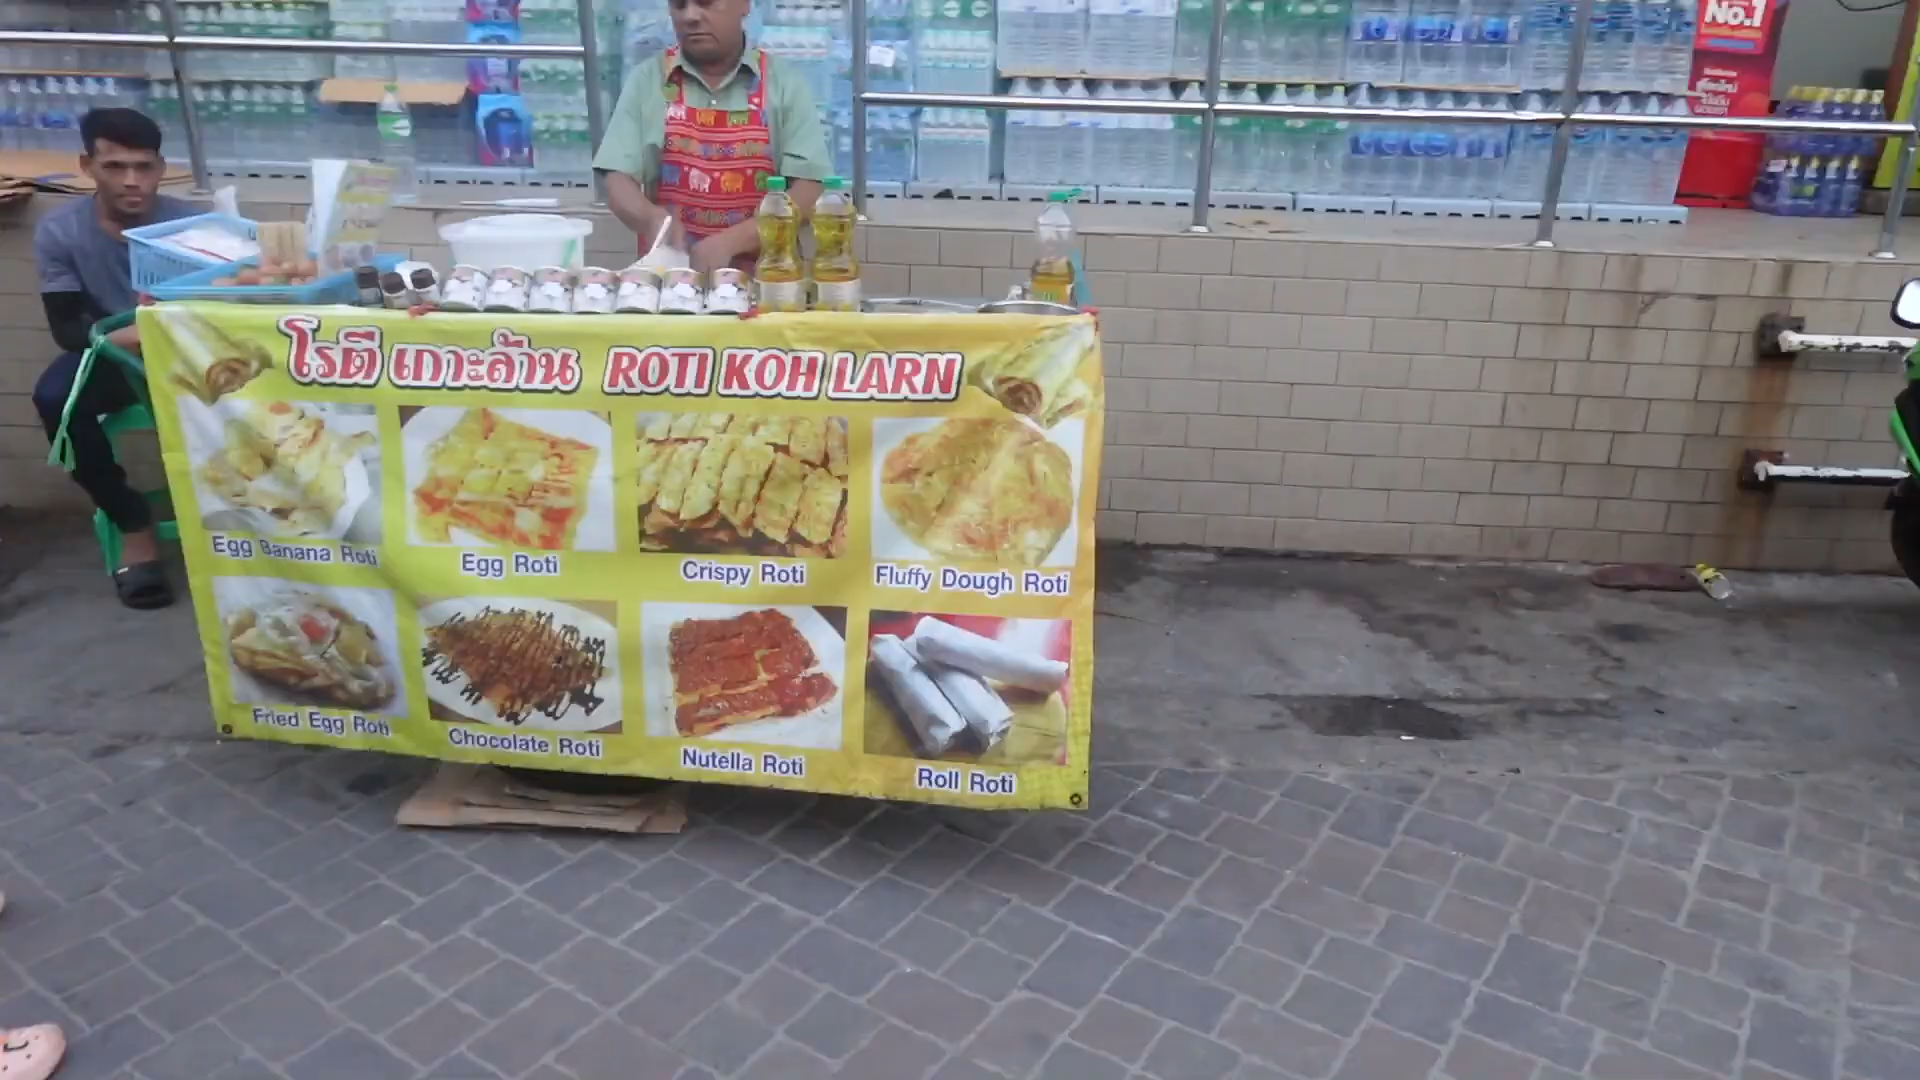 No.1
โรตี เกาะล้าน ROTI KOH LARN
Egg Banana Roti
Egg Roti
Crispy Roti
Fluffy Dough Roti
Fried Egg Roti
Chocolate Roti
Nutella Roti
Roll Roti